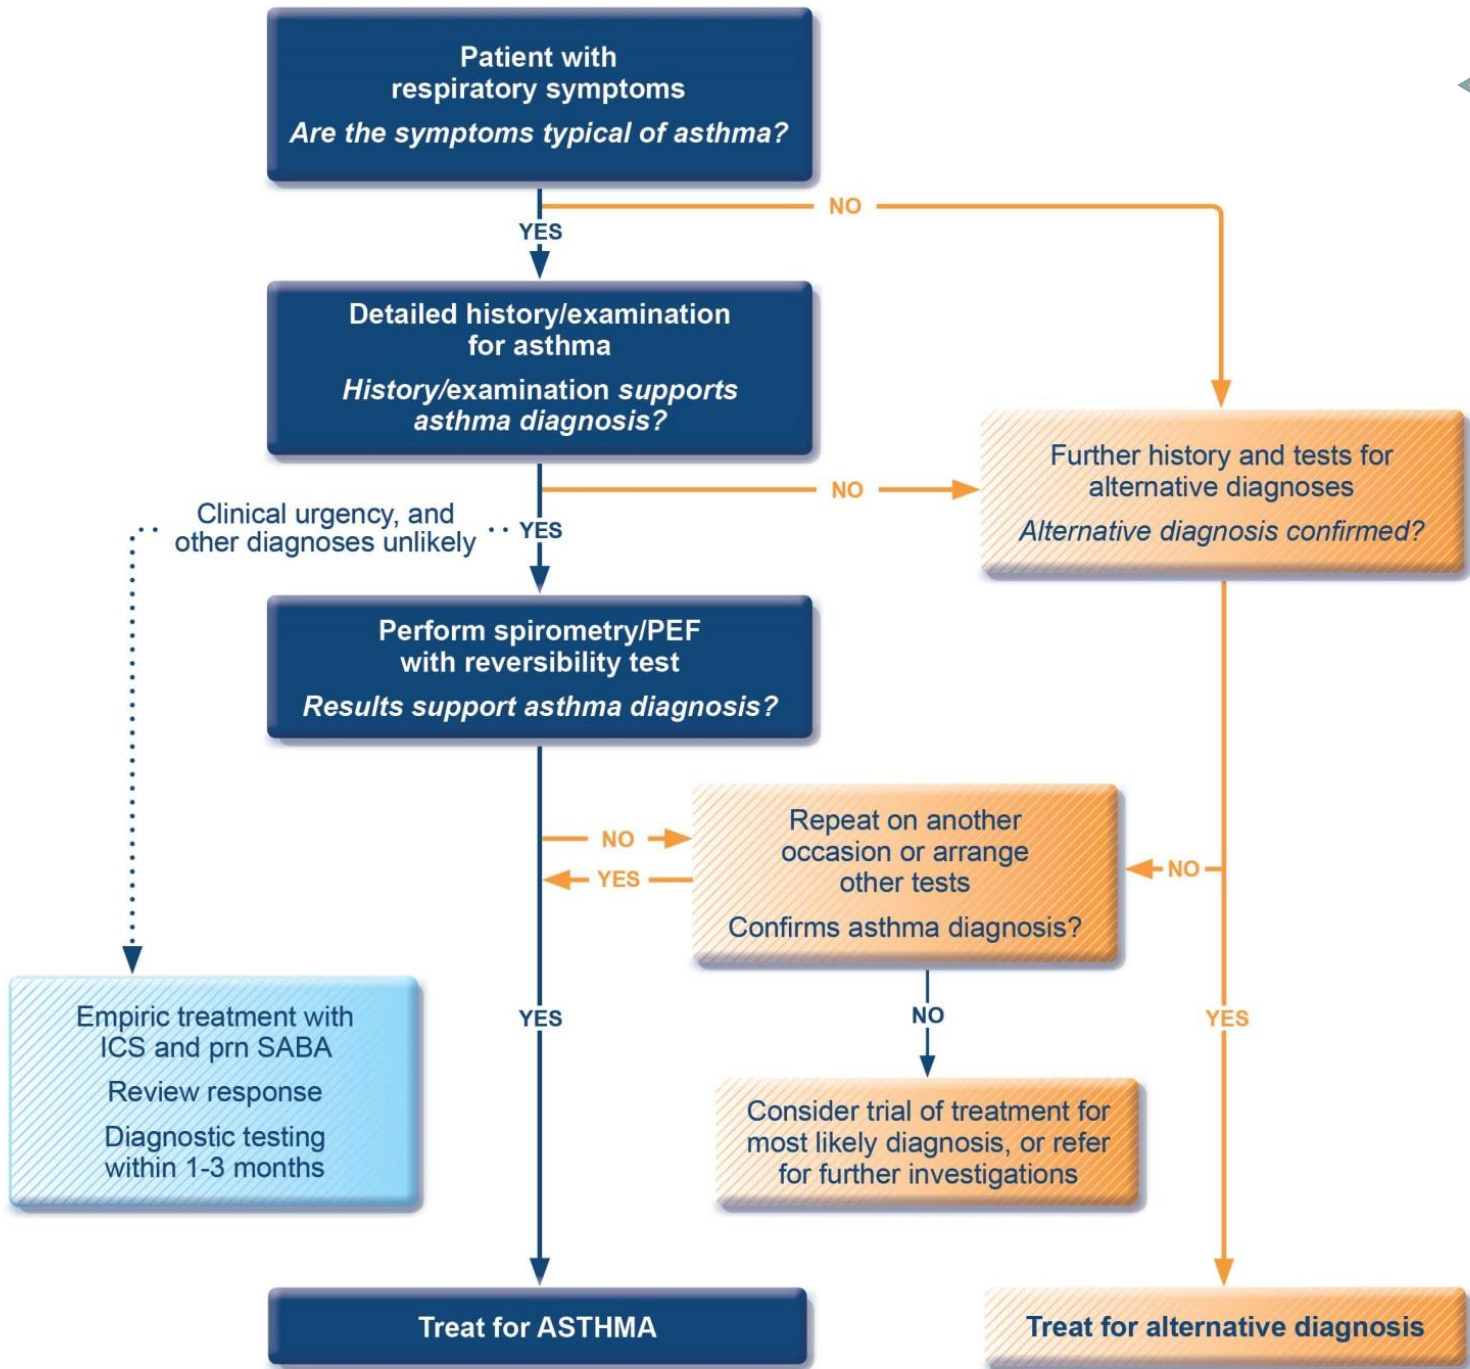 Patient with
respiratory symptoms
Are the symptoms typical of asthma?
NO
YES
Detailed history/examination
for asthma
History/examination supports
asthma diagnosis?
Further history and tests for
alternative diagnoses
Alternative diagnosis confirmed?
NO
Clinical urgency, and
other diagnoses unlikely
YES
Perform spirometry/PEF
with reversibility test
Results support asthma diagnosis?
Repeat on another
occasion or arrange
other tests
Confirms asthma diagnosis?
NO
YES
NO
Empiric treatment with
ICS and prn SABA
Review response
Diagnostic testing
within 1-3 months
YES
NO
YES
Consider trial of treatment for
most likely diagnosis, or refer
for further investigations
Treat for ASTHMA
Treat for alternative diagnosis